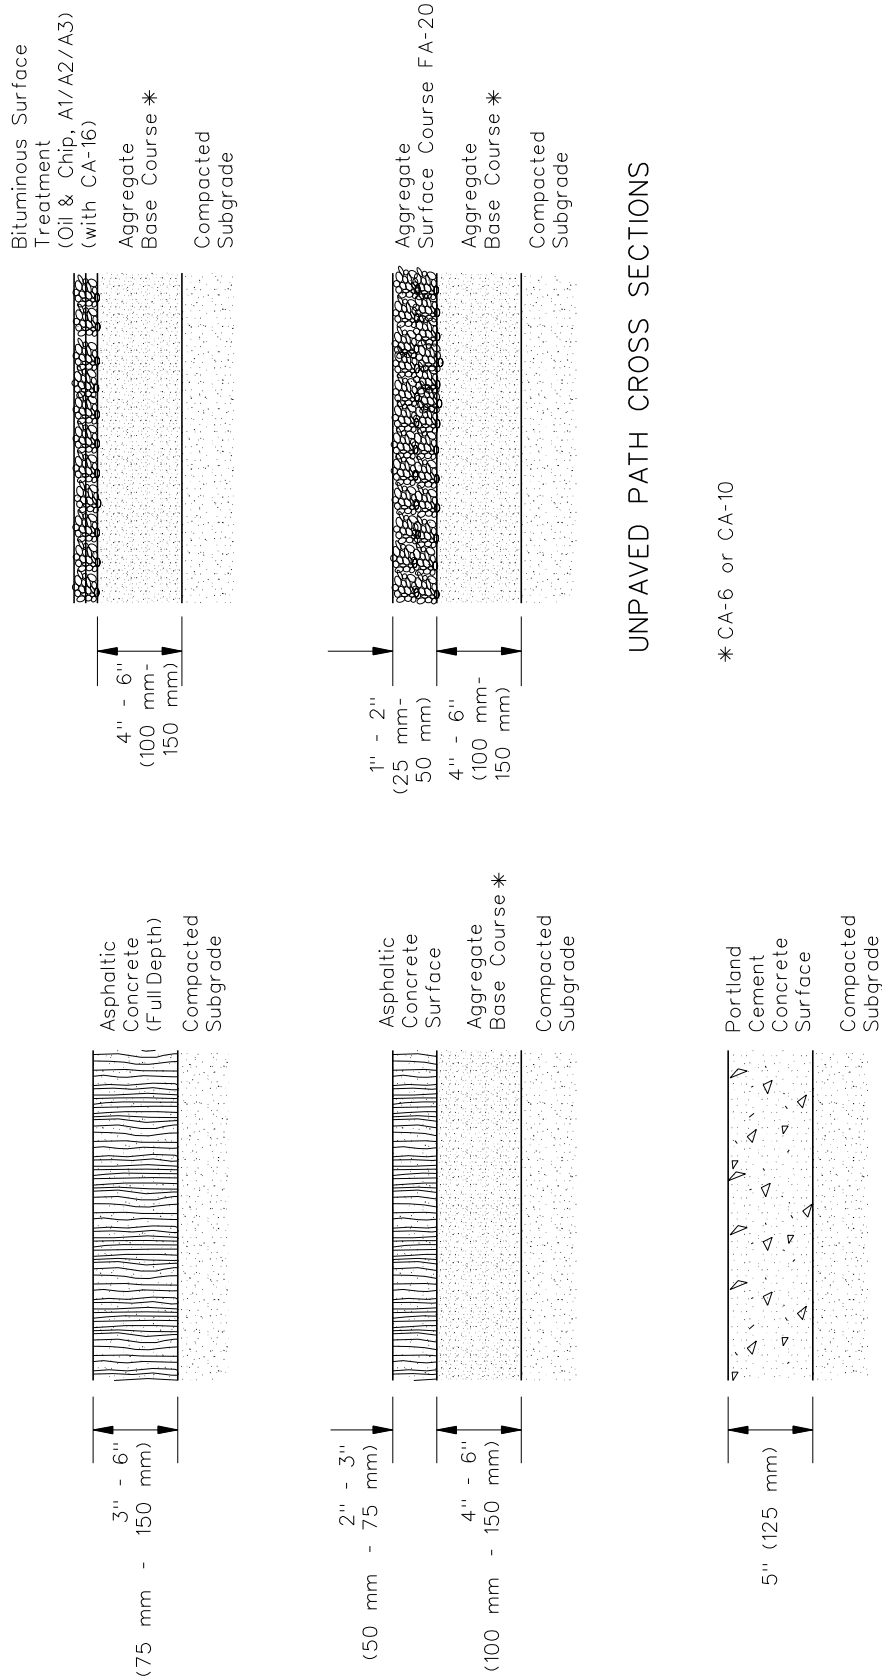 3" - 6"
(75 mm - 150 mm)
Asphaltic
Concrete
(Full Depth)
Compacted
Subgrade
2" - 3"
(50 mm - 75 mm)
4" - 6"
(100 mm - 150 mm)
Asphaltic
Concrete
Surface
Aggregate
Base Course *
Compacted
Subgrade
5" (125 mm)
Portland
Cement
Concrete
Surface
Compacted
Subgrade
4" - 6"
(100 mm-
150 mm)
Bituminous Surface
Treatment
(Oil & Chip, A1/A2/A3)
(with CA-16)
Aggregate
Base Course *
Compacted
Subgrade
1" - 2"
(25 mm-
50 mm)
4" - 6"
(100 mm-
150 mm)
Aggregate
Surface Course FA-20
Aggregate
Base Course *
Compacted
Subgrade
UNPAVED PATH CROSS SECTIONS
* CA-6 or CA-10